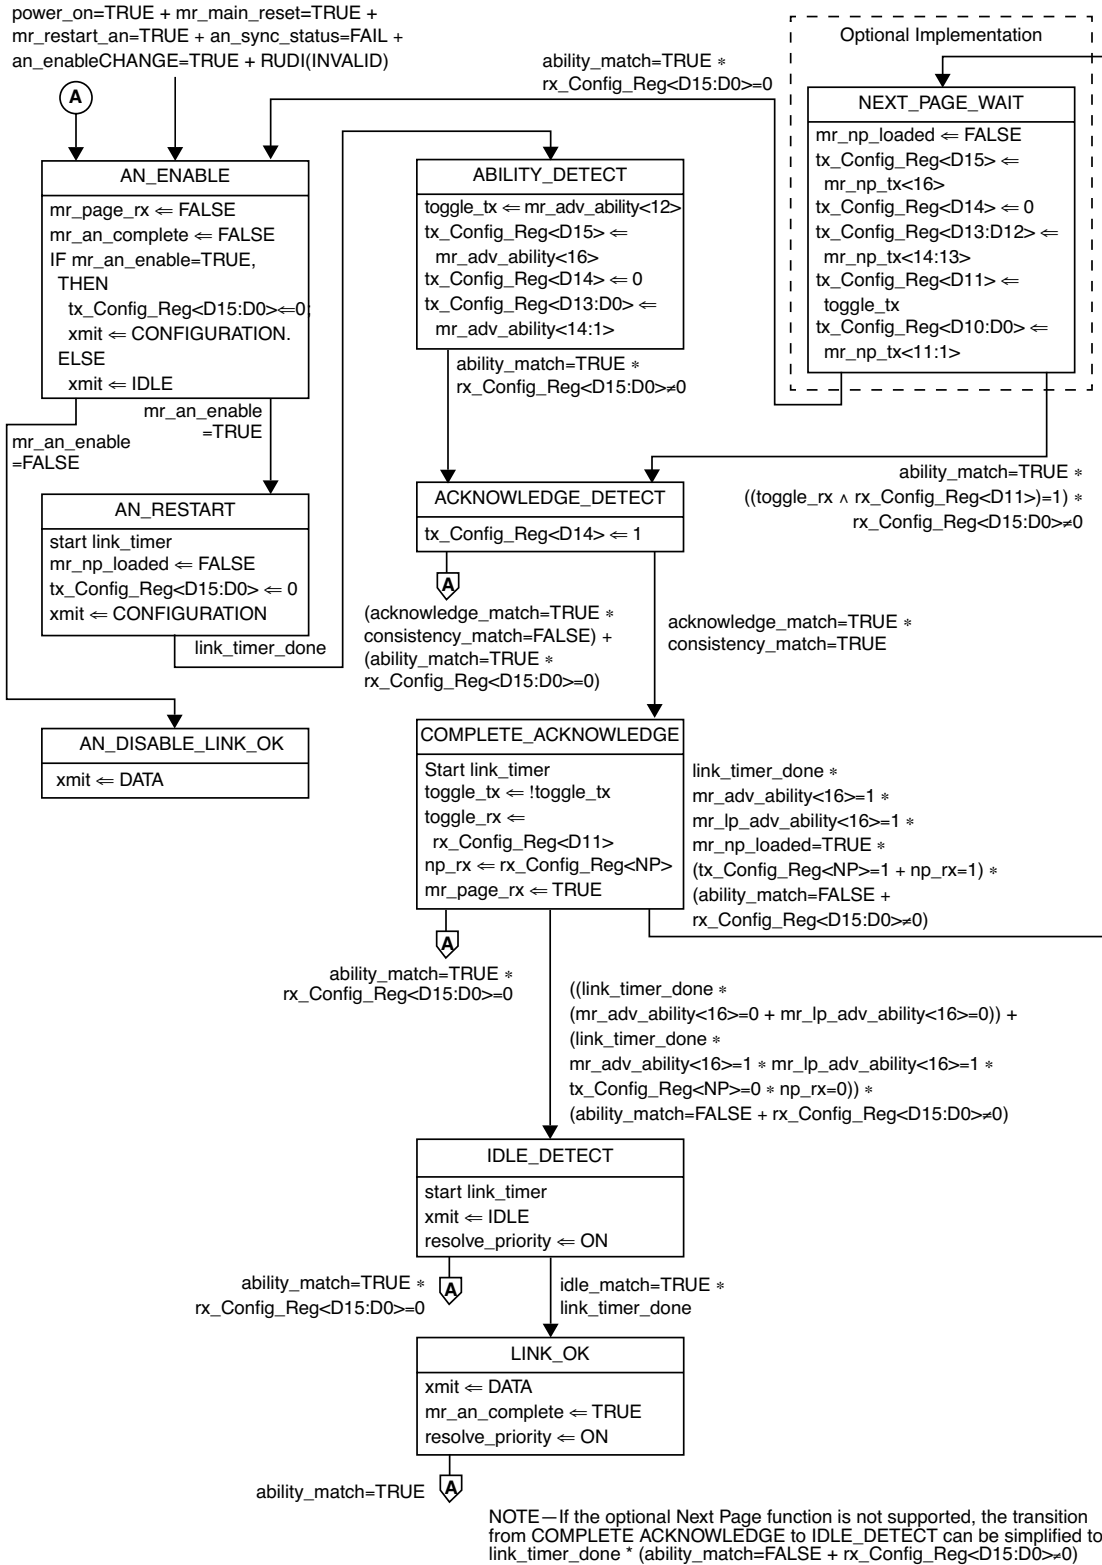 power_on=TRUE + mr_main_reset=TRUE +
mr_restart_an=TRUE + an_sync_status=FAIL +
an_enableCHANGE=TRUE + RUDI(INVALID)
A
ability_match=TRUE *
rx_Config_Reg<D15:D0>=0
Optional Implementation
NEXT_PAGE_WAIT
mr_np_loaded ⇐ FALSE
tx_Config_Reg<D15> ⇐
mr_np_tx<16>
tx_Config_Reg<D14> ⇐ 0
tx_Config_Reg<D13:D12> ⇐
mr_np_tx<14:13>
tx_Config_Reg<D11> ⇐
toggle_tx
tx_Config_Reg<D10:D0> ⇐
mr_np_tx<11:1>
AN_ENABLE
mr_page_rx ⇐ FALSE
mr_an_complete ⇐ FALSE
IF mr_an_enable=TRUE,
THEN
tx_Config_Reg<D15:D0>⇐0;
xmit ⇐ CONFIGURATION.
ELSE
xmit ⇐ IDLE
ABILITY_DETECT
toggle_tx ⇐ mr_adv_ability<12>
tx_Config_Reg<D15> ⇐
mr_adv_ability<16>
tx_Config_Reg<D14> ⇐ 0
tx_Config_Reg<D13:D0> ⇐
mr_adv_ability<14:1>
ability_match=TRUE *
rx_Config_Reg<D15:D0>≠0
mr_an_enable
=TRUE
mr_an_enable
=FALSE
ability_match=TRUE *
((toggle_rx ∧ rx_Config_Reg<D11>)=1) *
rx_Config_Reg<D15:D0>≠0
AN_RESTART
start link_timer
mr_np_loaded ⇐ FALSE
tx_Config_Reg<D15:D0> ⇐ 0
xmit ⇐ CONFIGURATION
link_timer_done
ACKNOWLEDGE_DETECT
tx_Config_Reg<D14> ⇐ 1
A
(acknowledge_match=TRUE *
consistency_match=FALSE) +
(ability_match=TRUE *
rx_Config_Reg<D15:D0>=0)
acknowledge_match=TRUE *
consistency_match=TRUE
AN_DISABLE_LINK_OK
xmit ⇐ DATA
COMPLETE_ACKNOWLEDGE
Start link_timer
toggle_tx ⇐ !toggle_tx
toggle_rx ⇐
rx_Config_Reg<D11>
np_rx ⇐ rx_Config_Reg<NP>
mr_page_rx ⇐ TRUE
link_timer_done *
mr_adv_ability<16>=1 *
mr_lp_adv_ability<16>=1 *
mr_np_loaded=TRUE *
(tx_Config_Reg<NP>=1 + np_rx=1) *
(ability_match=FALSE +
rx_Config_Reg<D15:D0>≠0)
A
ability_match=TRUE *
rx_Config_Reg<D15:D0>=0
((link_timer_done *
(mr_adv_ability<16>=0 + mr_lp_adv_ability<16>=0)) +
(link_timer_done *
mr_adv_ability<16>=1 * mr_lp_adv_ability<16>=1 *
tx_Config_Reg<NP>=0 * np_rx=0)) *
(ability_match=FALSE + rx_Config_Reg<D15:D0>≠0)
IDLE_DETECT
start link_timer
xmit ⇐ IDLE
resolve_priority ⇐ ON
ability_match=TRUE *
rx_Config_Reg<D15:D0>=0
A
idle_match=TRUE *
link_timer_done
LINK_OK
xmit ⇐ DATA
mr_an_complete ⇐ TRUE
resolve_priority ⇐ ON
ability_match=TRUE
A
NOTE—If the optional Next Page function is not supported, the transition
from COMPLETE ACKNOWLEDGE to IDLE_DETECT can be simplified to
link_timer_done * (ability_match=FALSE + rx_Config_Reg<D15:D0>≠0)